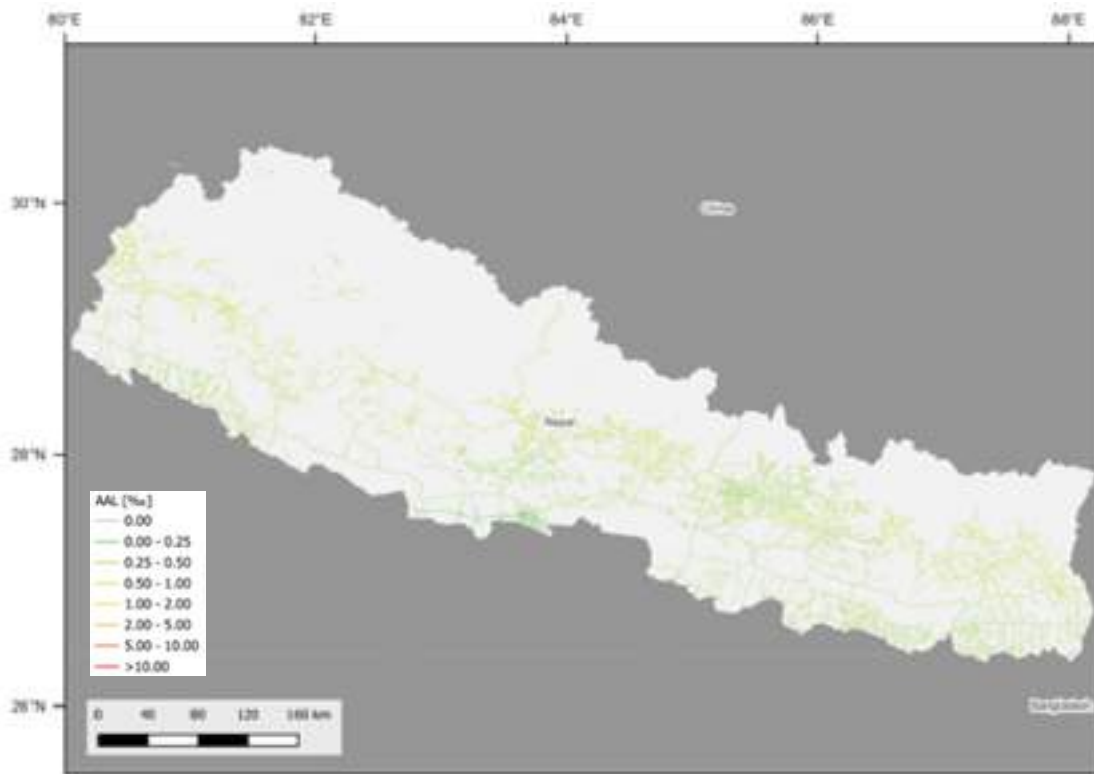 80°E 82°E 84°E 86°E 88°E
30°N
China
Nepal
28°N
AAL [‰]
0.00
0.00 - 0.25
0.25 - 0.50
0.50 - 1.00
1.00 - 2.00
2.00 - 5.00
5.00 - 10.00
>10.00
26°N
Bangladesh
0 40 80 120 160 km